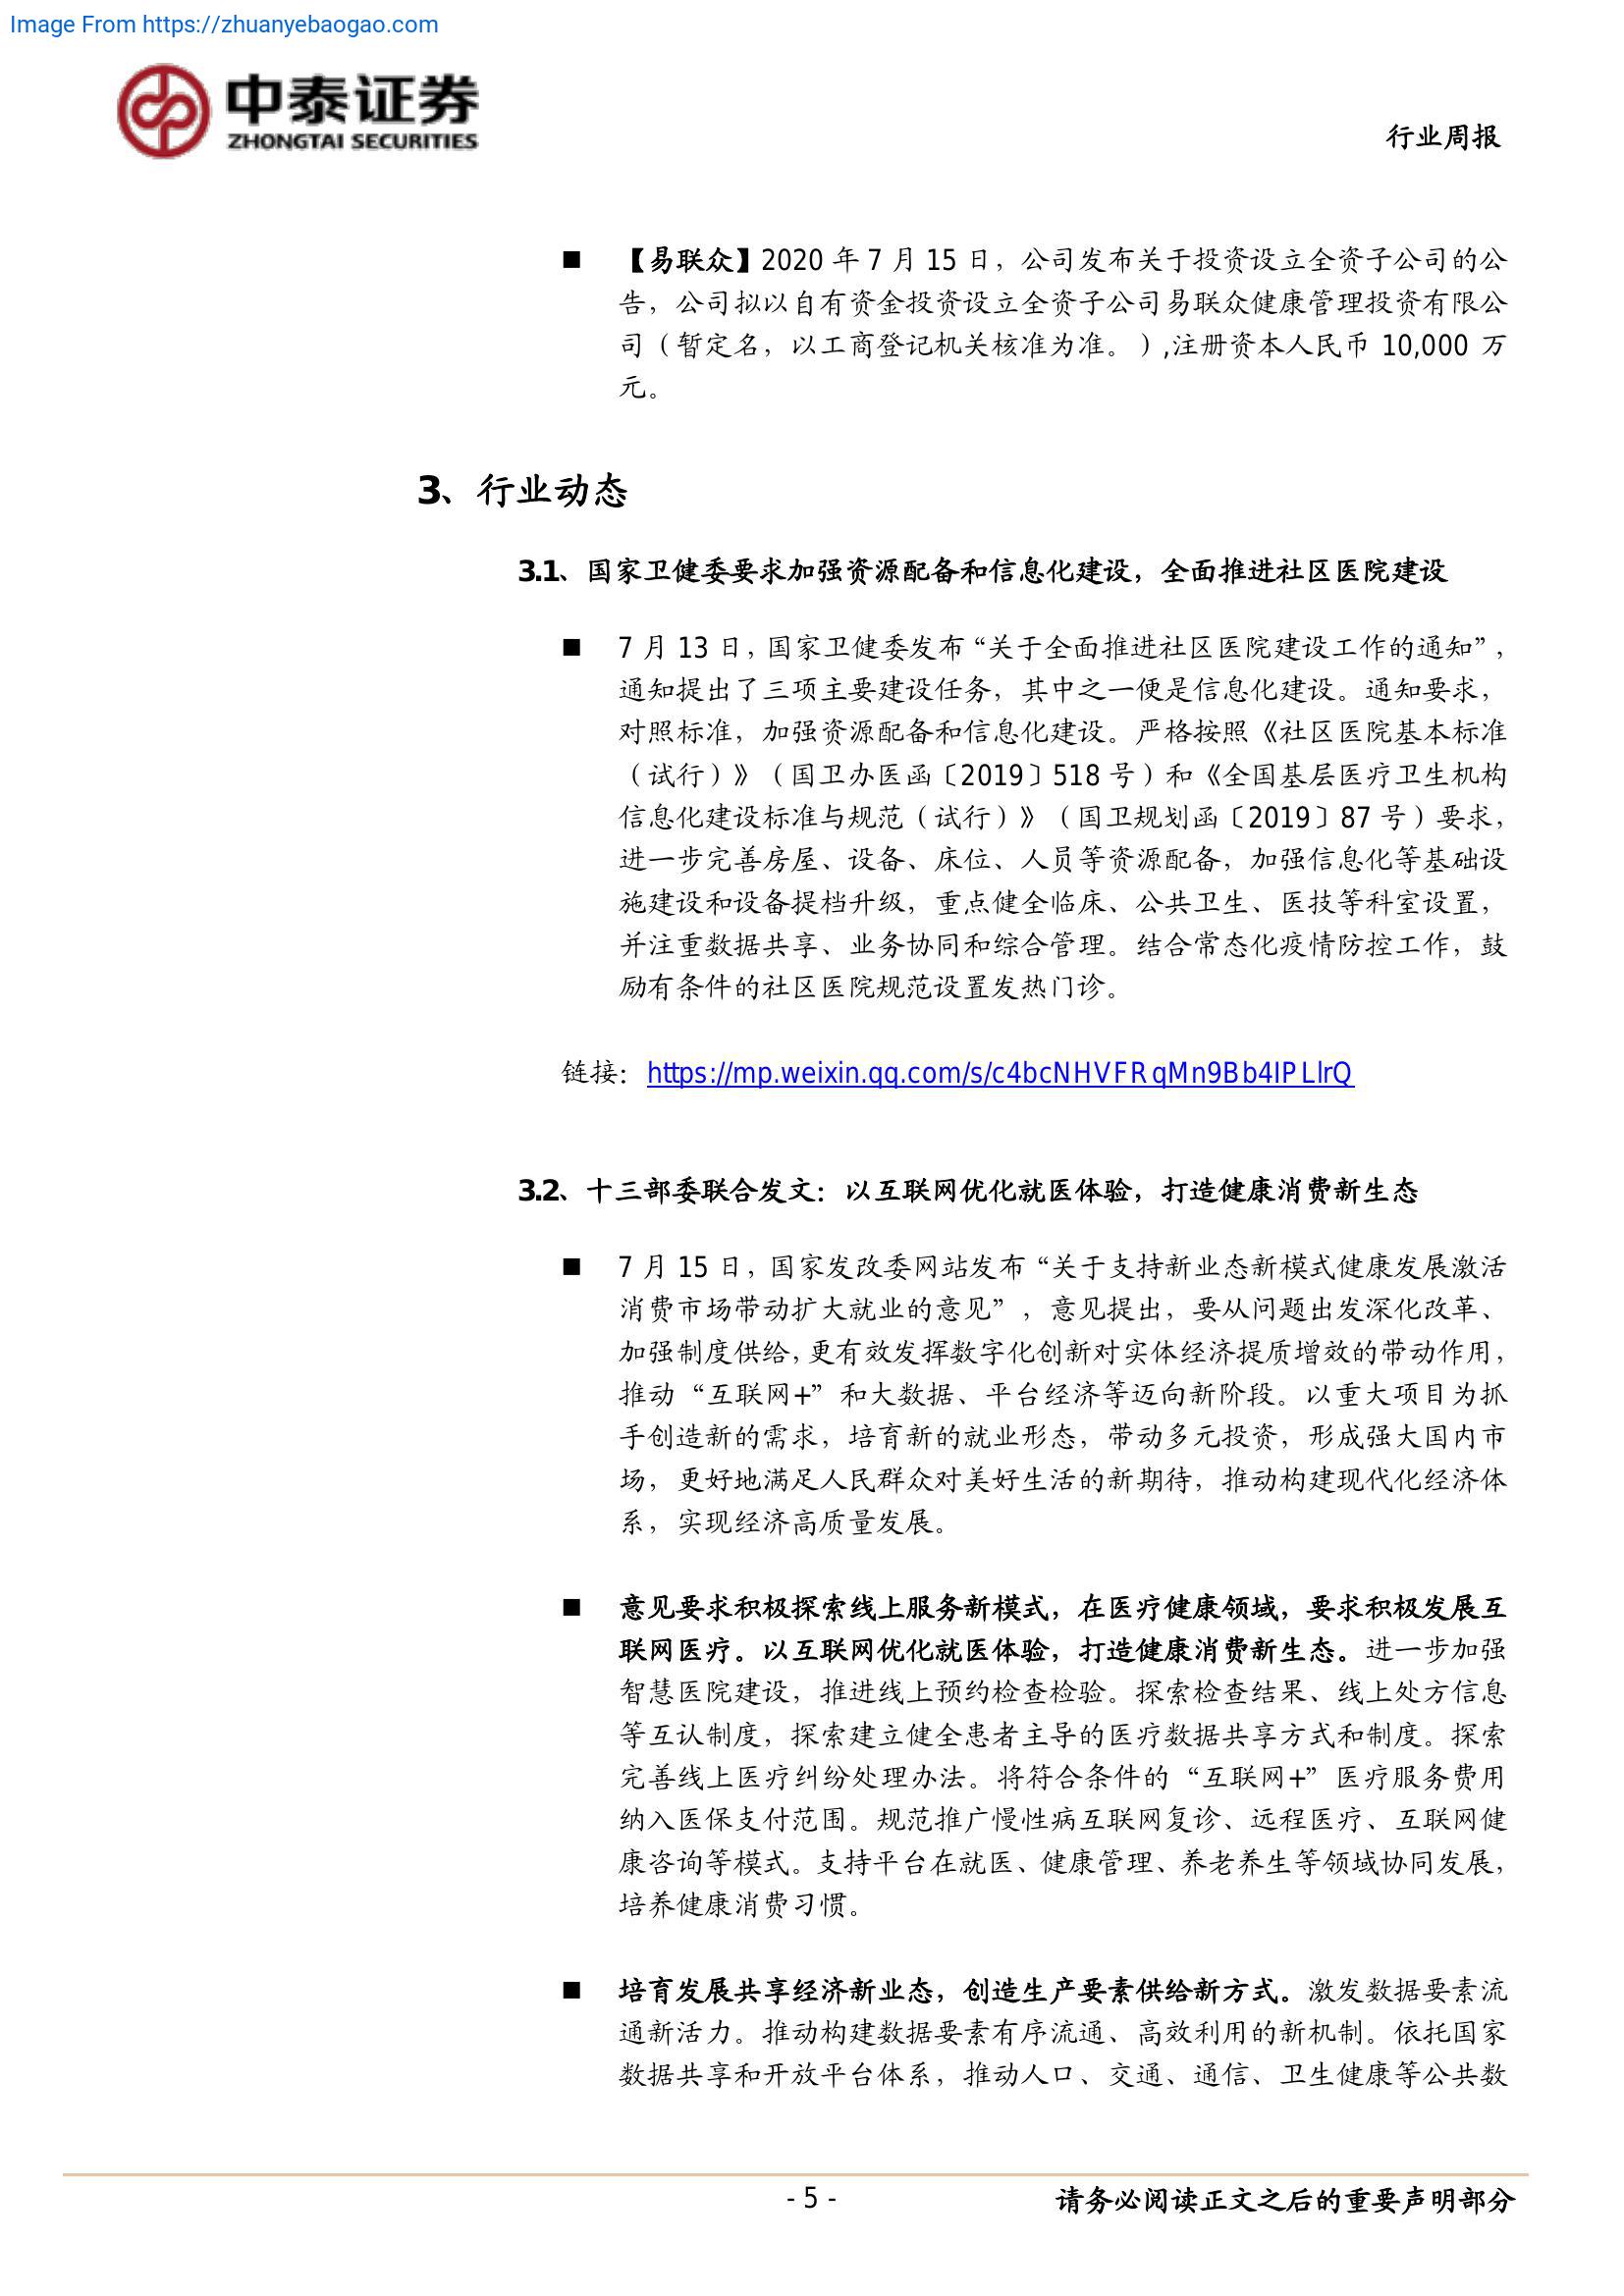 Image From https://zhuanyebaogao.com
中泰证券
ZHONGTAI SECURITIES
行业周报
■ 【易联众】2020 年 7 月 15 日，公司发布关于投资设立全资子公司的公
告，公司拟以自有资金投资设立全资子公司易联众健康管理投资有限公
司（暂定名，以工商登记机关核准为准。）,注册资本人民币 10,000 万
元。
3、行业动态
3.1、国家卫健委要求加强资源配备和信息化建设，全面推进社区医院建设
■ 7 月 13 日，国家卫健委发布“关于全面推进社区医院建设工作的通知”，
通知提出了三项主要建设任务，其中之一便是信息化建设。通知要求，
对照标准，加强资源配备和信息化建设。严格按照《社区医院基本标准
（试行）》（国卫办医函〔2019〕518 号）和《全国基层医疗卫生机构
信息化建设标准与规范（试行）》（国卫规划函〔2019〕87 号）要求，
进一步完善房屋、设备、床位、人员等资源配备，加强信息化等基础设
施建设和设备提档升级，重点健全临床、公共卫生、医技等科室设置，
并注重数据共享、业务协同和综合管理。结合常态化疫情防控工作，鼓
励有条件的社区医院规范设置发热门诊。
链接：https://mp.weixin.qq.com/s/c4bcNHVFRqMn9Bb4IPLlrQ
3.2、十三部委联合发文：以互联网优化就医体验，打造健康消费新生态
■ 7 月 15 日，国家发改委网站发布“关于支持新业态新模式健康发展激活
消费市场带动扩大就业的意见”，意见提出，要从问题出发深化改革、
加强制度供给，更有效发挥数字化创新对实体经济提质增效的带动作用，
推动“互联网+”和大数据、平台经济等迈向新阶段。以重大项目为抓
手创造新的需求，培育新的就业形态，带动多元投资，形成强大国内市
场，更好地满足人民群众对美好生活的新期待，推动构建现代化经济体
系，实现经济高质量发展。
■ 意见要求积极探索线上服务新模式，在医疗健康领域，要求积极发展互
联网医疗。以互联网优化就医体验，打造健康消费新生态。进一步加强
智慧医院建设，推进线上预约检查检验。探索检查结果、线上处方信息
等互认制度，探索建立健全患者主导的医疗数据共享方式和制度。探索
完善线上医疗纠纷处理办法。将符合条件的“互联网+”医疗服务费用
纳入医保支付范围。规范推广慢性病互联网复诊、远程医疗、互联网健
康咨询等模式。支持平台在就医、健康管理、养老养生等领域协同发展，
培养健康消费习惯。
■ 培育发展共享经济新业态，创造生产要素供给新方式。激发数据要素流
通新活力。推动构建数据要素有序流通、高效利用的新机制。依托国家
数据共享和开放平台体系，推动人口、交通、通信、卫生健康等公共数
- 5 -
请务必阅读正文之后的重要声明部分